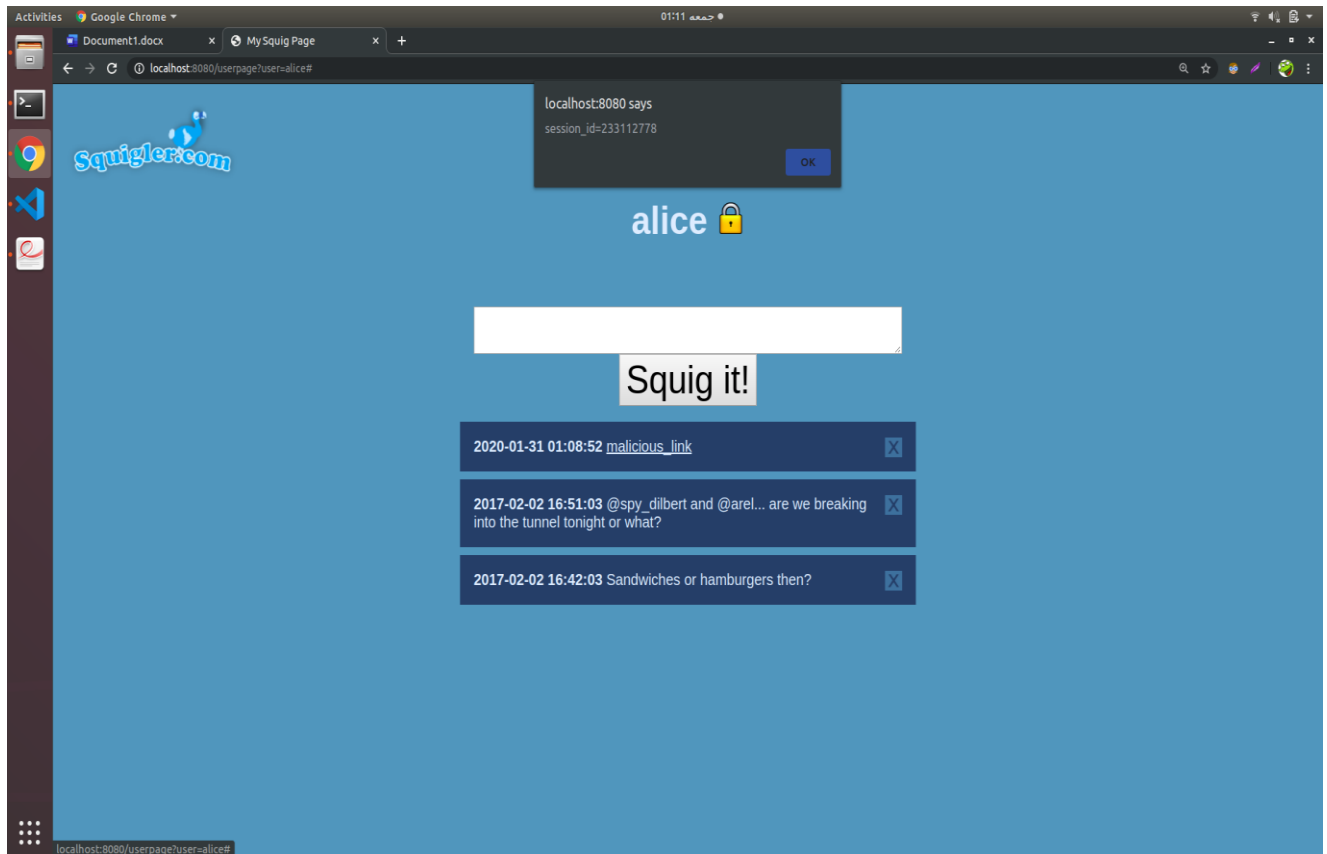 Activities Google Chrome
01:11 جمعه
Document1.docx x My Squig Page x +
localhost:8080/userpage?user=alice#
localhost:8080 says
session_id=233112778
OK
Squigler.com
alice
Squig it!
2020-01-31 01:08:52 malicious_link X
2017-02-02 16:51:03 @spy_dilbert and @arel... are we breaking X
into the tunnel tonight or what?
2017-02-02 16:42:03 Sandwiches or hamburgers then? X
localhost:8080/userpage?user=alice#